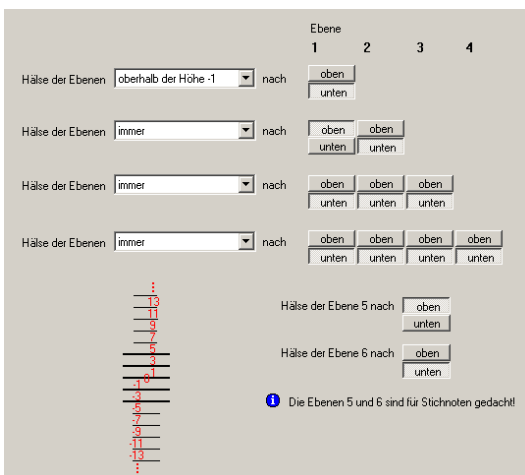 Ebene
1 2 3 4
Hälse der Ebenen oberhalb der Höhe -1 nach oben
unten
Hälse der Ebenen immer nach oben oben
unten unten
Hälse der Ebenen immer nach oben oben oben
unten unten unten
Hälse der Ebenen immer nach oben oben oben oben
unten unten unten unten
13
11
9
7
5
3
1
0
-1
-3
-5
-7
-9
-11
-13
Hälse der Ebene 5 nach oben
unten
Hälse der Ebene 6 nach oben
unten
Die Ebenen 5 und 6 sind für Stichnoten gedacht!